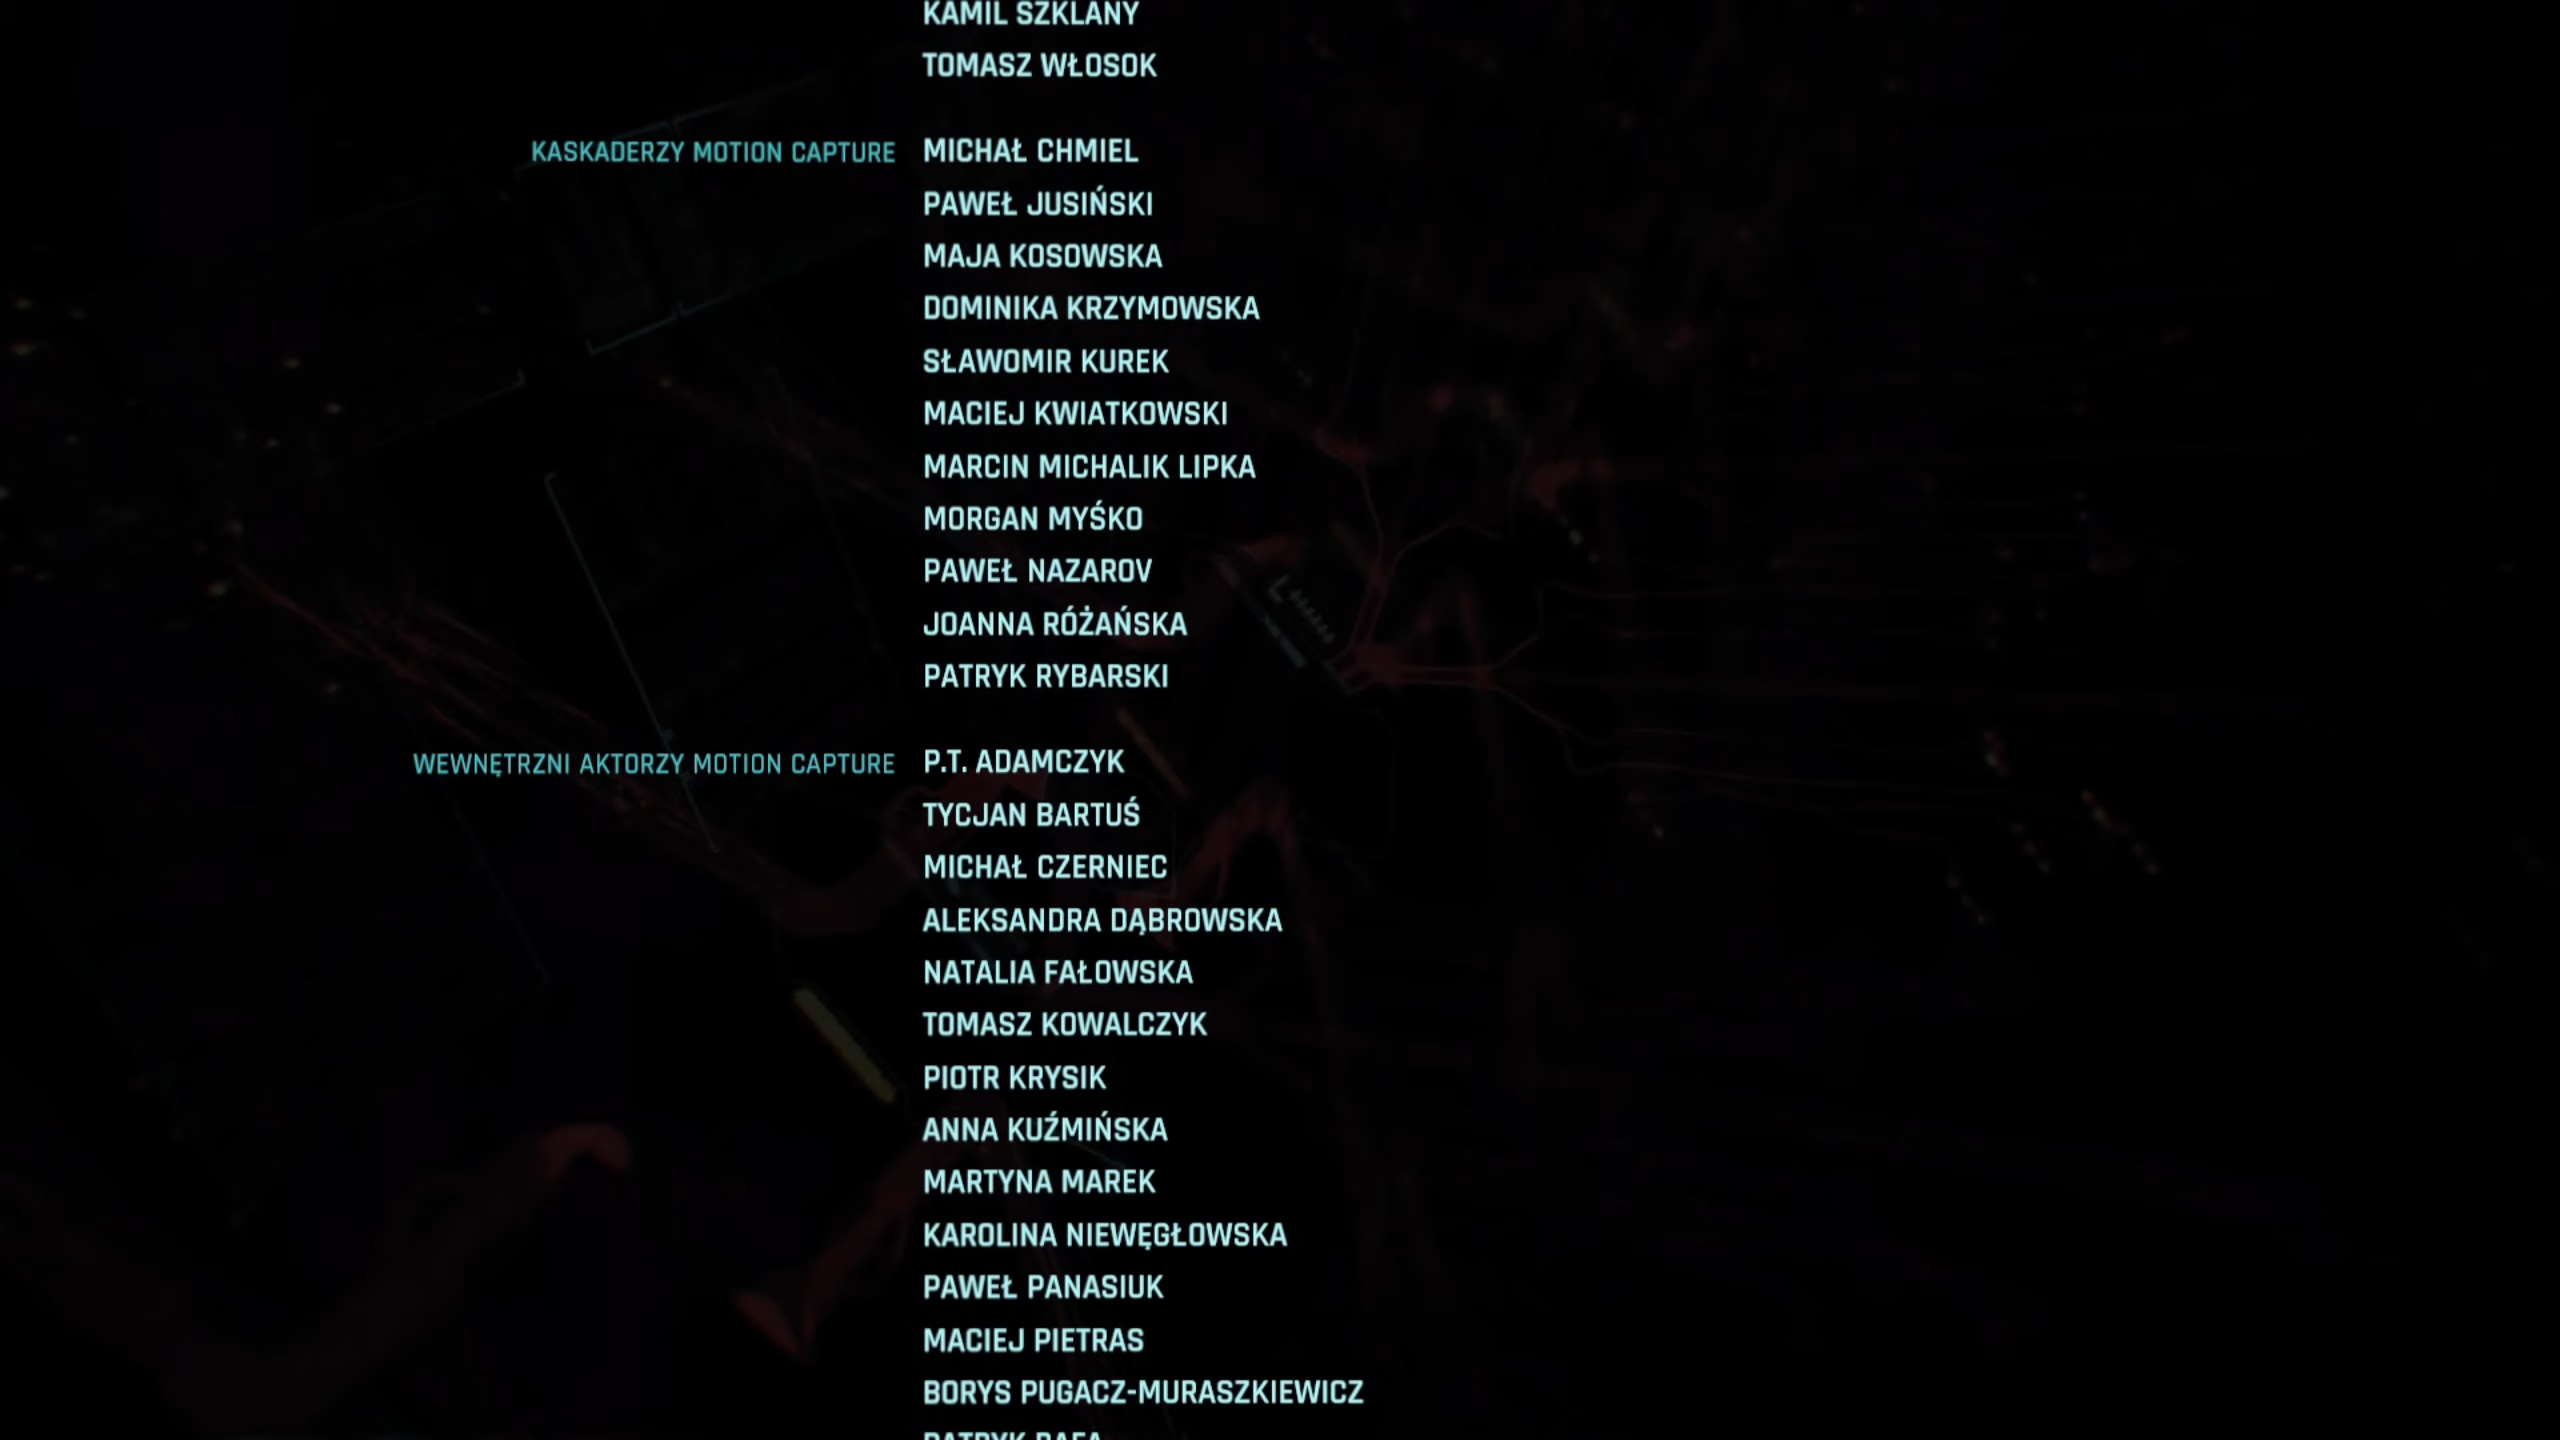 KAMIL SZKLANY
TOMASZ WŁOSOK
KASKADERZY MOTION CAPTURE MICHAŁ CHMIEL
PAWEŁ JUSIŃSKI
MAJA KOSOWSKA
DOMINIKA KRZYMOWSKA
SŁAWOMIR KUREK
MACIEJ KWIATKOWSKI
MARCIN MICHALIK LIPKA
MORGAN MYŚKO
PAWEŁ NAZAROV
JOANNA RÓŻAŃSKA
PATRYK RYBARSKI
WEWNĘTRZNI AKTORZY MOTION CAPTURE P.T. ADAMCZYK
TYCJAN BARTUŚ
MICHAŁ CZERNIEC
ALEKSANDRA DĄBROWSKA
NATALIA FAŁOWSKA
TOMASZ KOWALCZYK
PIOTR KRYSIK
ANNA KUŹMIŃSKA
MARTYNA MAREK
KAROLINA NIEWĘGŁOWSKA
PAWEŁ PANASIUK
MACIEJ PIETRAS
BORYS PUGACZ-MURASZKIEWICZ
PATRYK